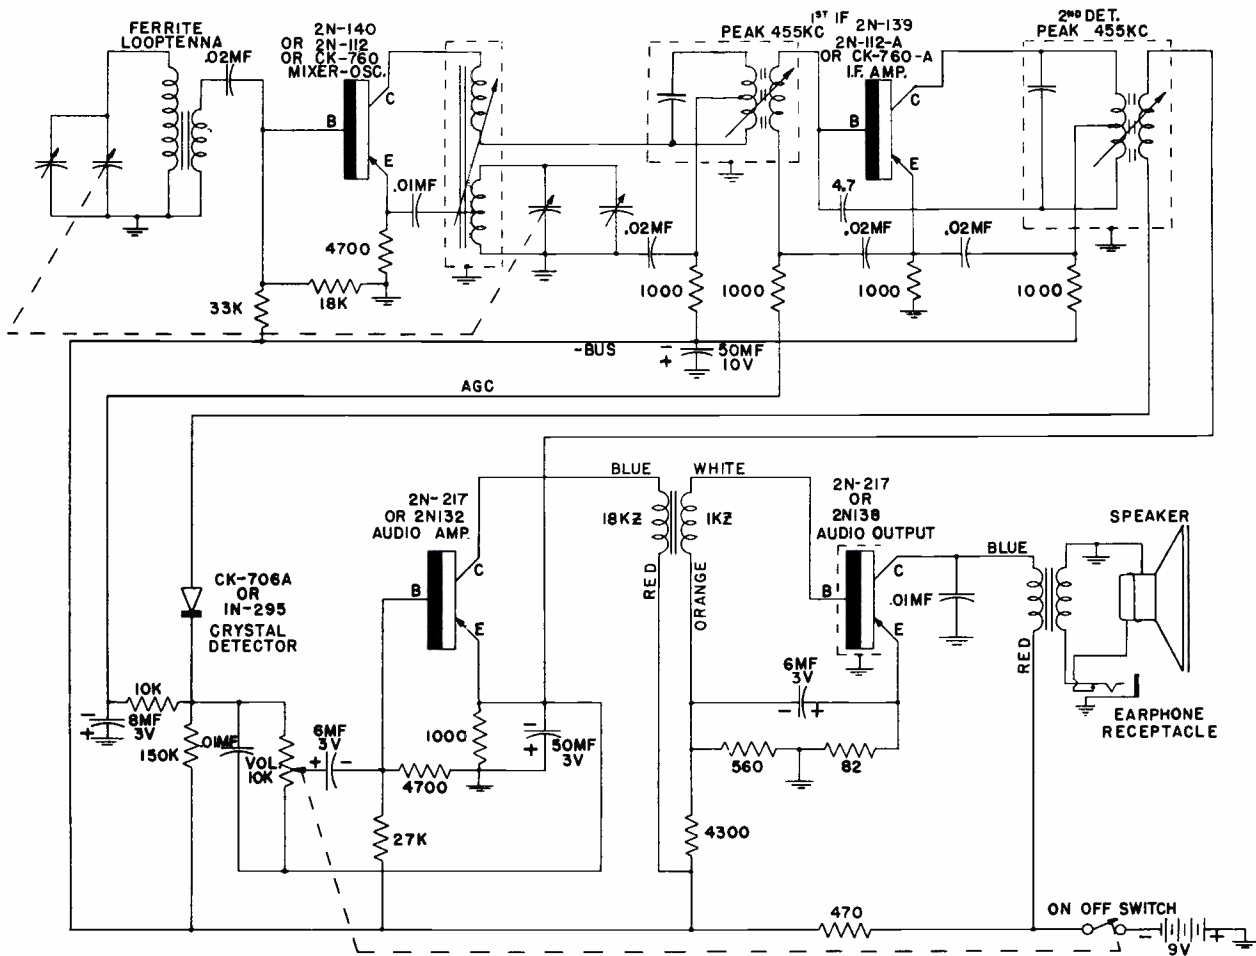 FERRITE
LOOPTENNA
.02MF
2N-140
OR 2N-112
OR CK-760
MIXER-OSC.
C
B
E
.01MF
4700
18K
33K
PEAK 455KC
1ST IF
2N-139
2N-112-A
OR CK-760-A
I.F. AMP.
C
B
E
2ND DET.
PEAK 455KC
4.7
.02MF
.02MF
.02MF
1000
1000
1000
1000
-BUS
-
+
50MF
10V
AGC
BLUE
WHITE
2N-217
OR 2N132
AUDIO AMP.
18KZ
1KZ
2N-217
OR
2N138
AUDIO OUTPUT
SPEAKER
BLUE
C
B
E
RED
ORANGE
C
B
E
.01MF
CK-706A
OR
IN-295
CRYSTAL
DETECTOR
RED
6MF
3V
-
+
10K
-
+
8MF
3V
150K
.01MF
VOL.
10K
6MF
3V
+
-
1000
-
+
50MF
3V
4700
560
82
EARPHONE
RECEPTACLE
27K
4300
470
ON OFF SWITCH
-
+
9V